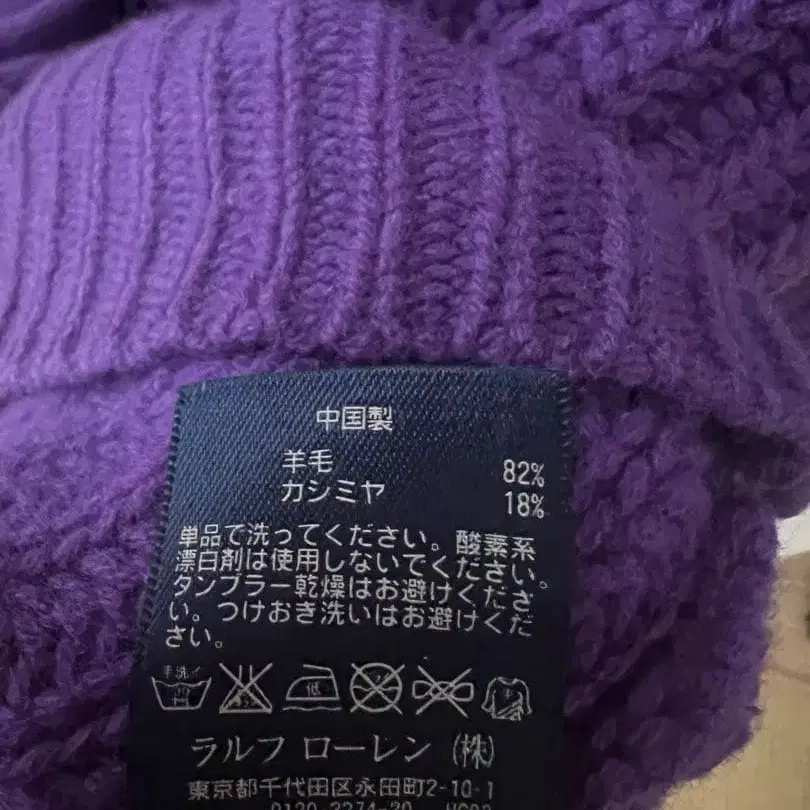 中国製
羊毛 82%
カシミヤ 18%
単品で洗ってください。酸素系
漂白剤は使用しないてください。
タンブラー乾燥はお避けくださ
い。つけおき洗いはお避けくだ
さい。
手洗イ 低
ラルフ ローレン (株)
東京都千代田区永田町2-10-1
0120-3274-20